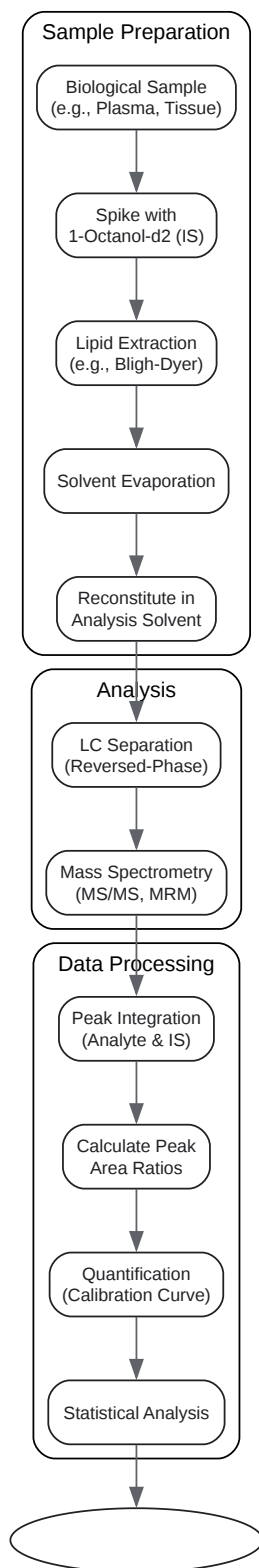 Sample Preparation
Biological Sample
(e.g., Plasma, Tissue)
Spike with
1-Octanol-d2 (IS)
Lipid Extraction
(e.g., Bligh-Dyer)
Solvent Evaporation
Reconstitute in
Analysis Solvent
Analysis
LC Separation
(Reversed-Phase)
Mass Spectrometry
(MS/MS, MRM)
Data Processing
Peak Integration
(Analyte & IS)
Calculate Peak
Area Ratios
Quantification
(Calibration Curve)
Statistical Analysis